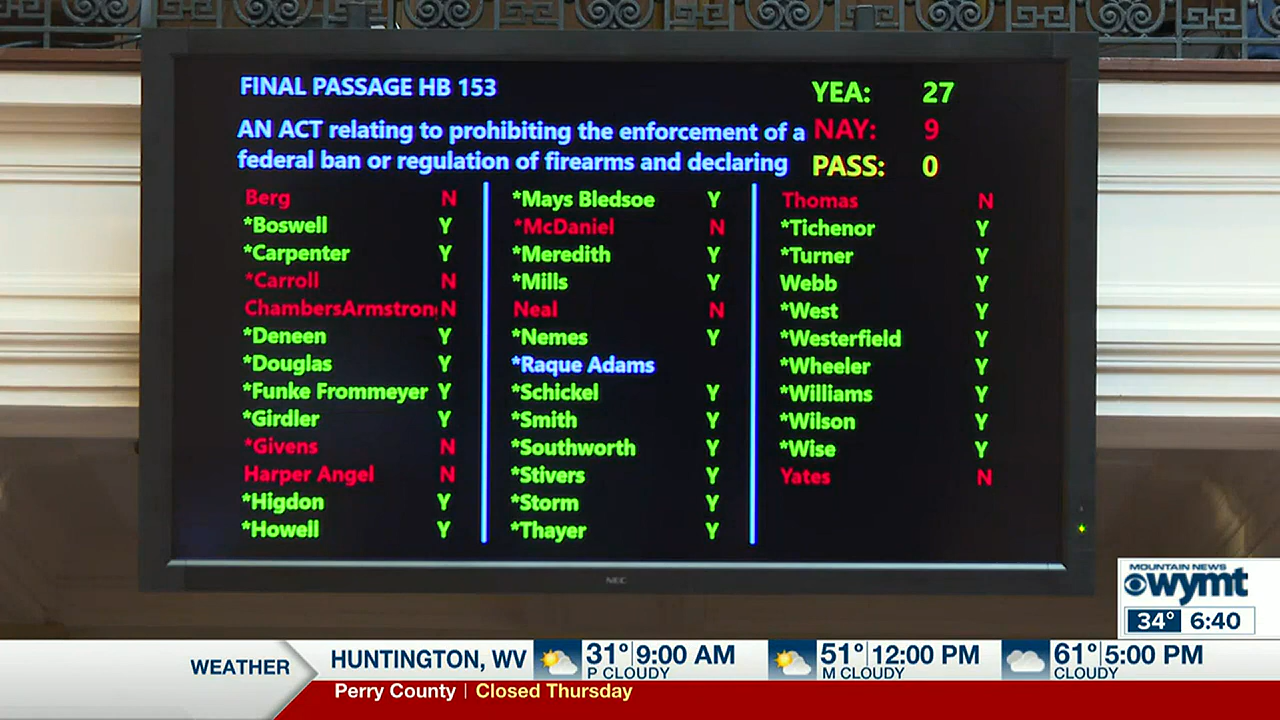 FINAL PASSAGE HB 153
YEA: 27
AN ACT relating to prohibiting the enforcement of a
NAY: 9
federal ban or regulation of firearms and declaring
PASS: 0
Berg N
*Boswell Y
*Carpenter Y
*Carroll N
ChambersArmstrong N
*Deneen Y
*Douglas Y
*Funke Frommeyer Y
*Girdler Y
*Givens N
Harper Angel N
*Higdon Y
*Howell Y
*Mays Bledsoe Y
*McDaniel N
*Meredith Y
*Mills Y
Neal N
*Nemes Y
*Raque Adams
*Schickel Y
*Smith Y
*Southworth Y
*Stivers Y
*Storm Y
*Thayer Y
Thomas N
*Tichenor Y
*Turner Y
Webb Y
*West Y
*Westerfield Y
*Wheeler Y
*Williams Y
*Wilson Y
*Wise Y
Yates N
NEC
MOUNTAIN NEWS
wymt
34° 6:40
WEATHER
HUNTINGTON, WV
31° 9:00 AM
P CLOUDY
51° 12:00 PM
M CLOUDY
61° 5:00 PM
CLOUDY
Perry County | Closed Thursday